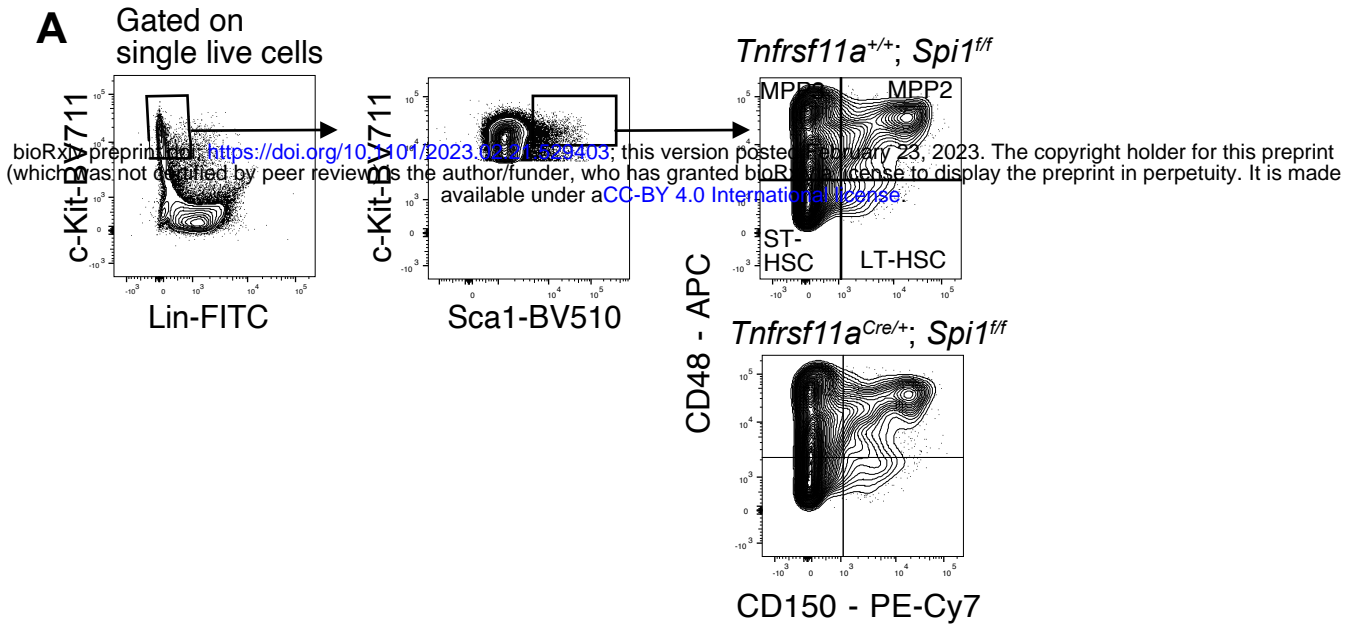 A
Gated on
single live cells
Tnfrsf11a+/+; Spi1f/f
c-Kit-BV711
Lin-FITC
c-Kit-BV711
Sca1-BV510
MPP2
ST-
HSC
LT-HSC
bioRxiv preprint doi: https://doi.org/10.1101/2023.02.21.529403; this version posted February 23, 2023. The copyright holder for this preprint
(which was not certified by peer review) is the author/funder, who has granted bioRxiv a license to display the preprint in perpetuity. It is made
available under aCC-BY 4.0 International license.
Tnfrsf11aCre/+; Spi1f/f
CD48 - APC
CD150 - PE-Cy7